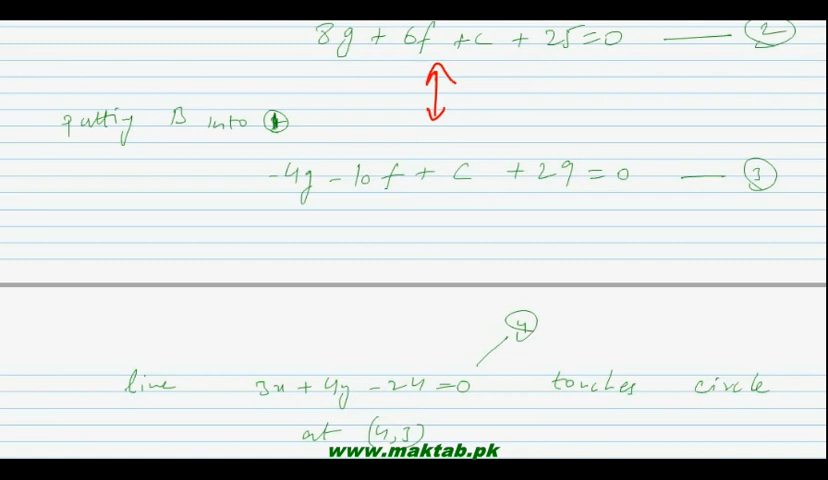 8g + 6f + c + 25 = 0 —— 2
putting B into 1
-4g - 10f + c + 29 = 0 —— 3
4
line 3x + 4y - 24 = 0 touches circle
at (4,3)
www.maktab.pk